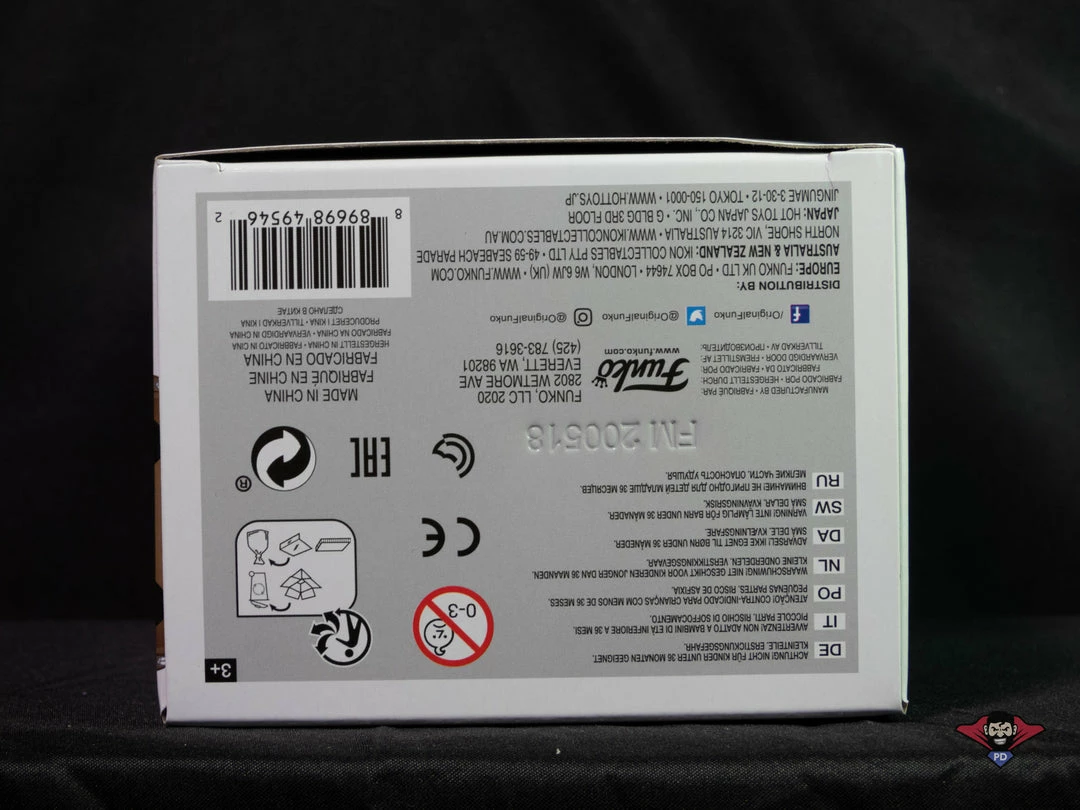 DE
ACHTUNG! NICHT FÜR KINDER UNTER 36 MONATEN GEEIGNET.
KLEINTEILE. ERSTICKUNGSGEFAHR.
IT
AVVERTENZA! NON ADATTO A BAMBINI DI ETÀ INFERIORE A 36 MESI.
PICCOLE PARTI. RISCHIO DI SOFFOCAMENTO.
PO
ATENÇÃO! CONTRA-INDICADO PARA CRIANÇAS COM MENOS DE 36 MESES.
PEQUENAS PARTES. RISCO DE ASFIXIA.
NL
WAARSCHUWING! NIET GESCHIKT VOOR KINDEREN JONGER DAN 36 MAANDEN.
KLEINE ONDERDELEN. VERSTIKKINGSGEVAAR.
DA
ADVARSEL! IKKE EGNET TIL BØRN UNDER 36 MÅNEDER.
SMÅ DELE. KVÆLNINGSFARE.
SW
VARNING! INTE LÄMPLIG FÖR BARN UNDER 36 MÅNADER.
SMÅ DELAR. KVÄVNINGSRISK.
RU
ВНИМАНИЕ! НЕ ПРИГОДНО ДЛЯ ДЕТЕЙ МЛАДШЕ 36 МЕСЯЦЕВ.
МЕЛКИЕ ЧАСТИ. ОПАСНОСТЬ УДУШЬЯ.
0-3
3+
CE
EAC
®
FM 200518
MANUFACTURED BY • FABRIQUÉ PAR:
FABRICADO POR • HERGESTELLT DURCH:
FABBRICATO DA • FABRICADO POR:
VERVAARDIGD DOOR • FREMSTILLET AF:
TILLVERKAD AV • ПРОИЗВОДИТЕЛЬ:
Funko
www.funko.com
FUNKO, LLC 2020
2802 WETMORE AVE
EVERETT, WA 98201
(425) 783-3616
MADE IN CHINA
FABRIQUÉ EN CHINE
FABRICADO EN CHINA
HERGESTELLT IN CHINA • FABBRICATO IN CINA
FABRICADO NA CHINA • VERVAARDIGD IN CHINA
PRODUCERET I KINA • TILLVERKAD I KINA
СДЕЛАНО В КИТАЕ
f /OriginalFunko
@OriginalFunko
@OriginalFunko
DISTRIBUTION BY:
EUROPE: FUNKO UK LTD • PO BOX 74644 • LONDON, W6 6JW (UK) • WWW.FUNKO.COM
AUSTRALIA & NEW ZEALAND: IKON COLLECTABLES PTY LTD • 49-59 SEABEACH PARADE
NORTH SHORE, VIC 3214 AUSTRALIA • WWW.IKONCOLLECTABLES.COM.AU
JAPAN: HOT TOYS JAPAN CO., INC. • G BLDG 3RD FLOOR
JINGUMAE 3-30-12 • TOKYO 150-0001 • WWW.HOTTOYS.JP
8 89698 49546 2
PD